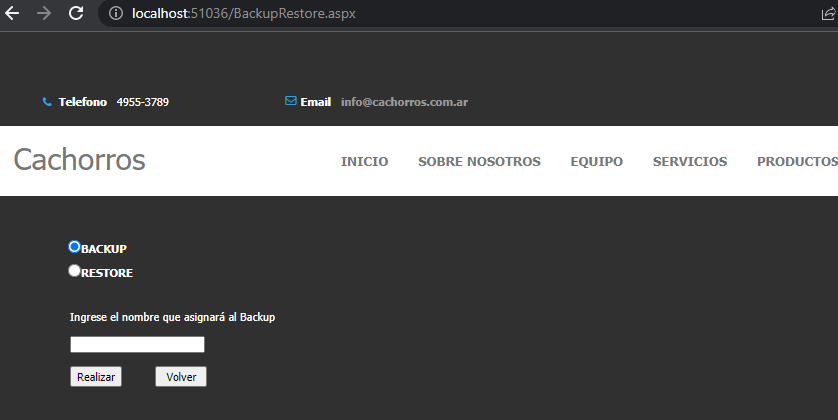 localhost:51036/BackupRestore.aspx
Telefono 4955-3789 Email info@cachorros.com.ar
Cachorros INICIO SOBRE NOSOTROS EQUIPO SERVICIOS PRODUCTOS
BACKUP
RESTORE
Ingrese el nombre que asignará al Backup
Realizar Volver